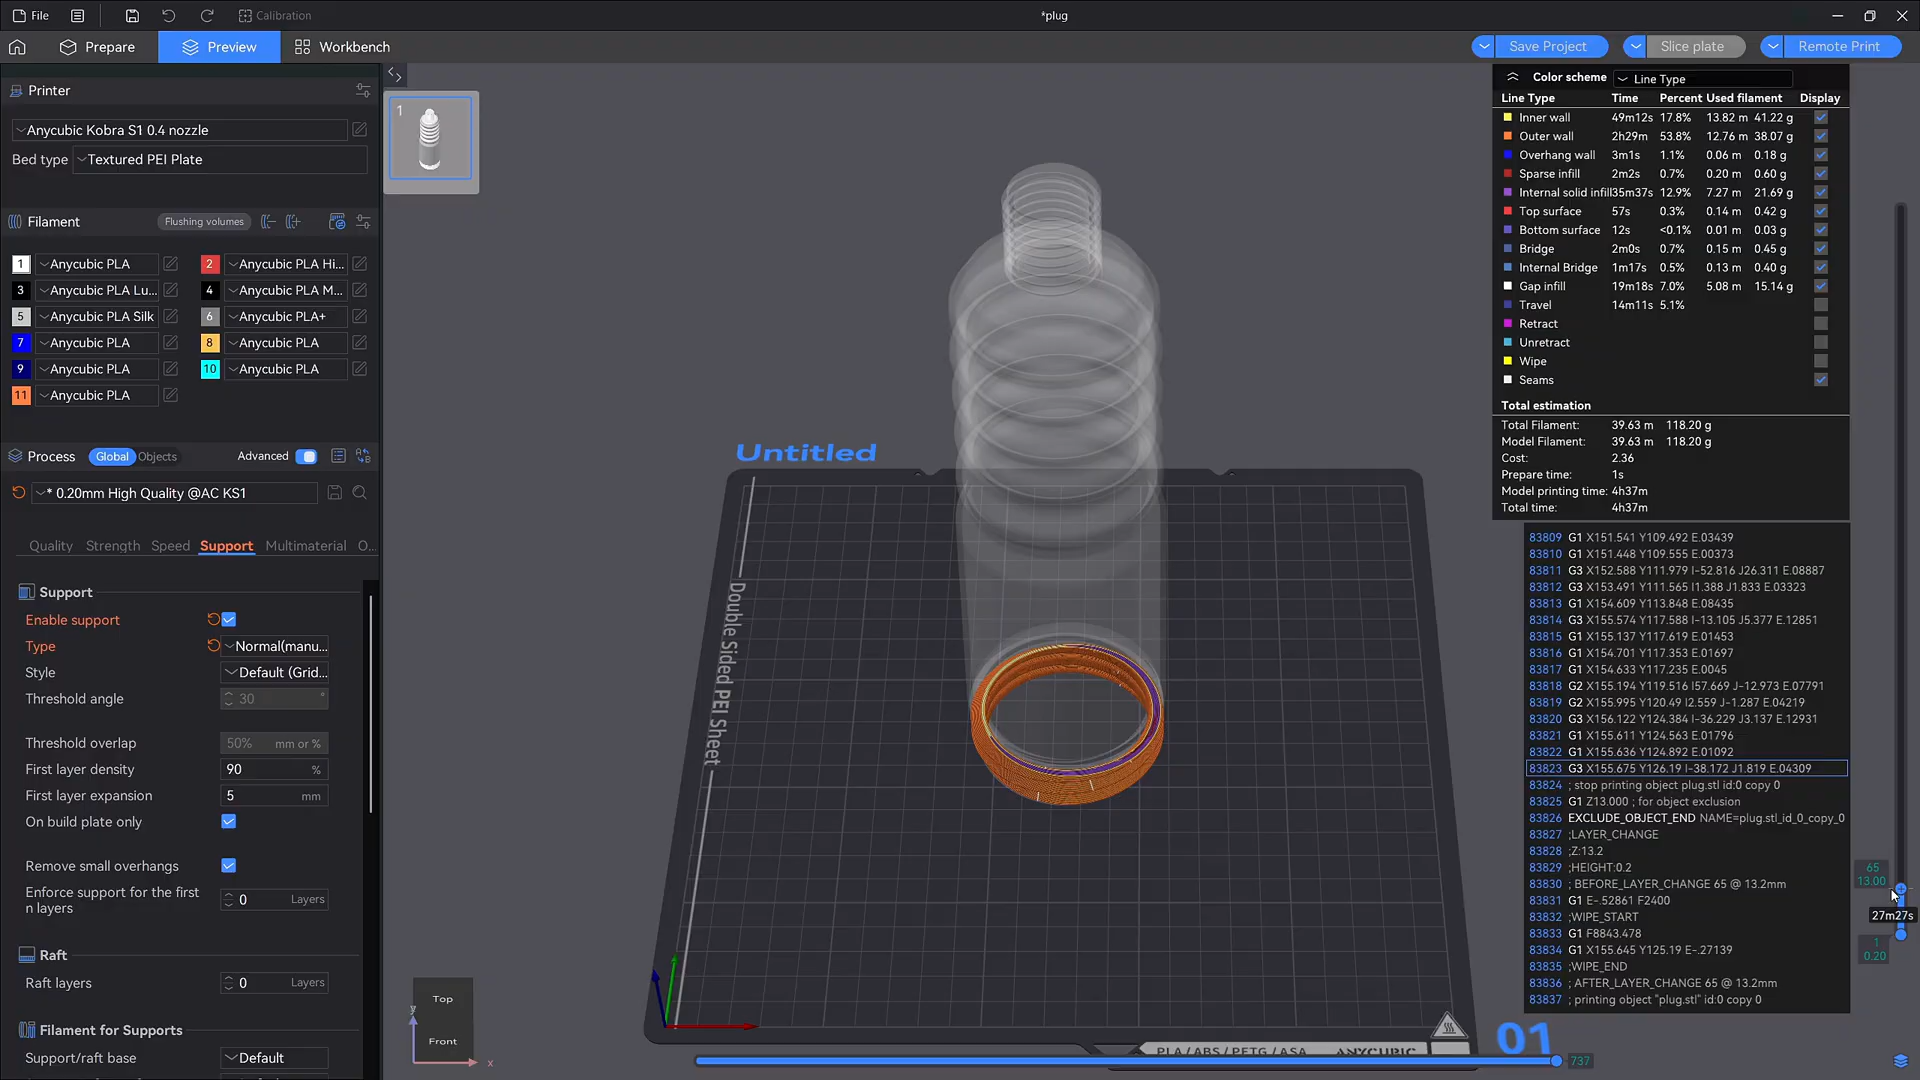 File
Calibration
*plug
Prepare
Preview
Workbench
Save Project
Slice plate
Remote Print
Printer
Anycubic Kobra S1 0.4 nozzle
Bed type
Textured PEI Plate
Filament
Flushing volumes
1 Anycubic PLA
2 Anycubic PLA Hi...
3 Anycubic PLA Lu...
4 Anycubic PLA M...
5 Anycubic PLA Silk
6 Anycubic PLA+
7 Anycubic PLA
8 Anycubic PLA
9 Anycubic PLA
10 Anycubic PLA
11 Anycubic PLA
Process
Global
Objects
Advanced
* 0.20mm High Quality @AC KS1
Quality
Strength
Speed
Support
Multimaterial
O...
Support
Enable support
Type
Normal(manu...
Style
Default (Grid...
Threshold angle
30 °
Threshold overlap
50% mm or %
First layer density
90 %
First layer expansion
5 mm
On build plate only
Remove small overhangs
Enforce support for the first
n layers
0 Layers
Raft
Raft layers
0 Layers
Filament for Supports
Support/raft base
Default
1
Untitled
Double Sided PEI Sheet
Top
Front
y
x
PLA / ABS / PETG / ASA
ANYCUBIC
01
737
Color scheme
Line Type
Line Type Time Percent Used filament Display
Inner wall 49m12s 17.8% 13.82 m 41.22 g
Outer wall 2h29m 53.8% 12.76 m 38.07 g
Overhang wall 3m1s 1.1% 0.06 m 0.18 g
Sparse infill 2m2s 0.7% 0.20 m 0.60 g
Internal solid infill 35m37s 12.9% 7.27 m 21.69 g
Top surface 57s 0.3% 0.14 m 0.42 g
Bottom surface 12s <0.1% 0.01 m 0.03 g
Bridge 2m0s 0.7% 0.15 m 0.45 g
Internal Bridge 1m17s 0.5% 0.13 m 0.40 g
Gap infill 19m18s 7.0% 5.08 m 15.14 g
Travel 14m11s 5.1%
Retract
Unretract
Wipe
Seams
Total estimation
Total Filament: 39.63 m 118.20 g
Model Filament: 39.63 m 118.20 g
Cost: 2.36
Prepare time: 1s
Model printing time: 4h37m
Total time: 4h37m
83809 G1 X151.541 Y109.492 E.03439
83810 G1 X151.448 Y109.555 E.00373
83811 G3 X152.588 Y111.979 I-52.816 J26.311 E.08887
83812 G3 X153.491 Y111.565 I1.388 J1.833 E.03323
83813 G1 X154.609 Y113.848 E.08435
83814 G3 X155.574 Y117.588 I-13.105 J5.377 E.12851
83815 G1 X155.137 Y117.619 E.01453
83816 G1 X154.701 Y117.353 E.01697
83817 G1 X154.633 Y117.235 E.0045
83818 G2 X155.194 Y119.516 I57.669 J-12.973 E.07791
83819 G2 X155.995 Y120.49 I2.559 J-1.287 E.04219
83820 G3 X156.122 Y124.384 I-36.229 J3.137 E.12931
83821 G1 X155.611 Y124.563 E.01796
83822 G1 X155.636 Y124.892 E.01092
83823 G3 X155.675 Y126.19 I-38.172 J1.819 E.04309
83824 ; stop printing object plug.stl id:0 copy 0
83825 G1 Z13.000 ; for object exclusion
83826 EXCLUDE_OBJECT_END NAME=plug.stl_id_0_copy_0
83827 ;LAYER_CHANGE
83828 ;Z:13.2
83829 ;HEIGHT:0.2
83830 ; BEFORE_LAYER_CHANGE 65 @ 13.2mm
83831 G1 E-.52861 F2400
83832 ;WIPE_START
83833 G1 F8843.478
83834 G1 X155.645 Y125.19 E-.27139
83835 ;WIPE_END
83836 ; AFTER_LAYER_CHANGE 65 @ 13.2mm
83837 ; printing object "plug.stl" id:0 copy 0
65
13.00
27m27s
1
0.20